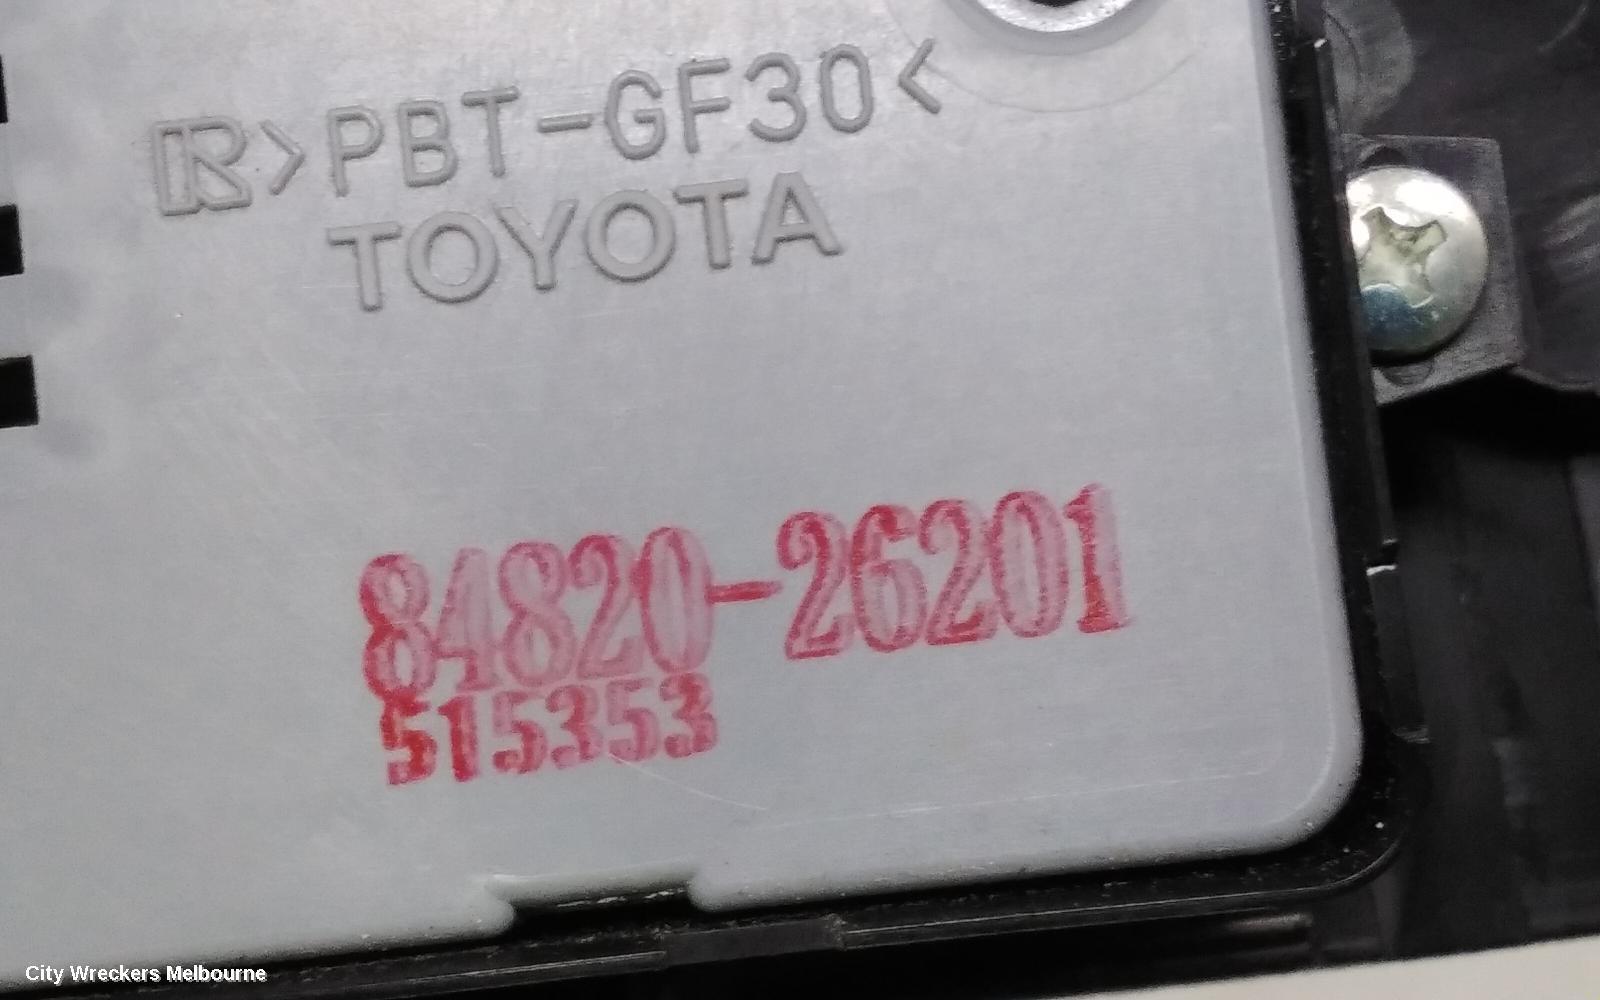 R>PBT-GF30<
TOYOTA
84820-26201
515353
City Wreckers Melbourne